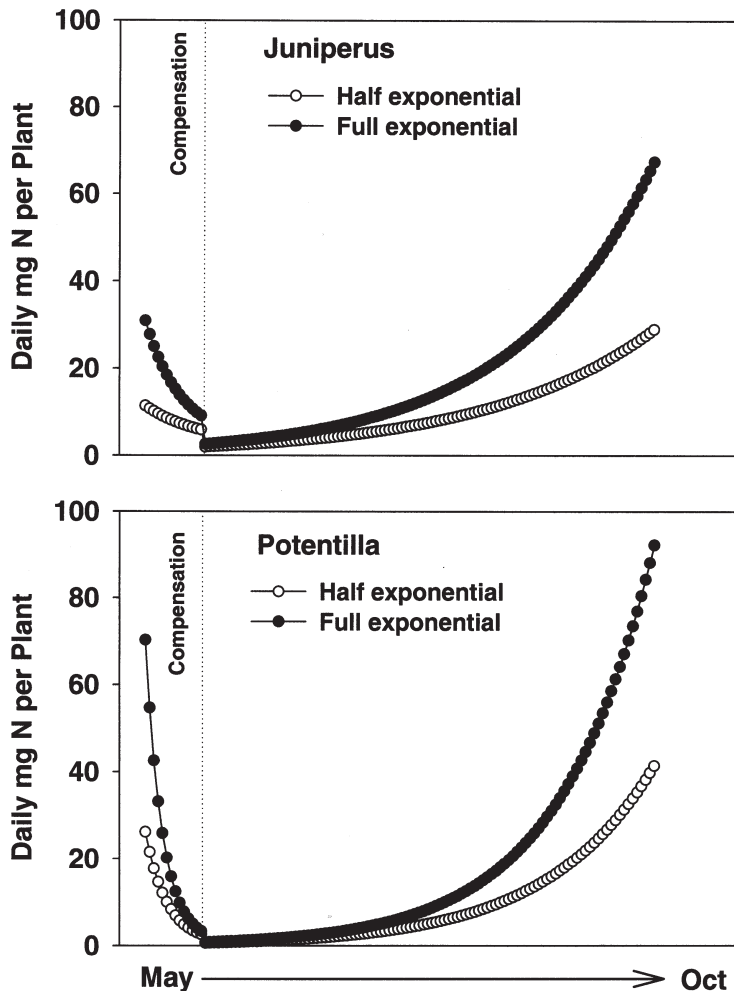 100
80
60
40
20
0
Daily mg N per Plant
Compensation
Juniperus
Half exponential
Full exponential
100
80
60
40
20
0
Daily mg N per Plant
Compensation
Potentilla
Half exponential
Full exponential
May Oct